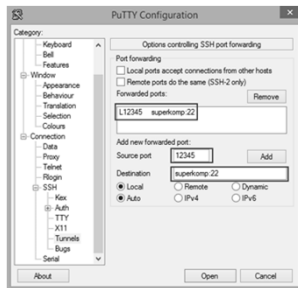 PuTTY Configuration
Category:
Keyboard
Bell
Features
Window
Appearance
Behaviour
Translation
Selection
Colours
Connection
Data
Proxy
Telnet
Rlogin
SSH
Kex
Auth
TTY
X11
Tunnels
Bugs
Serial
Options controlling SSH port forwarding
Port forwarding
Local ports accept connections from other hosts
Remote ports do the same (SSH-2 only)
Forwarded ports:
Remove
L12345 superkomp:22
Add new forwarded port:
Source port 12345 Add
Destination superkomp:22
Local Remote Dynamic
Auto IPv4 IPv6
About Open Cancel